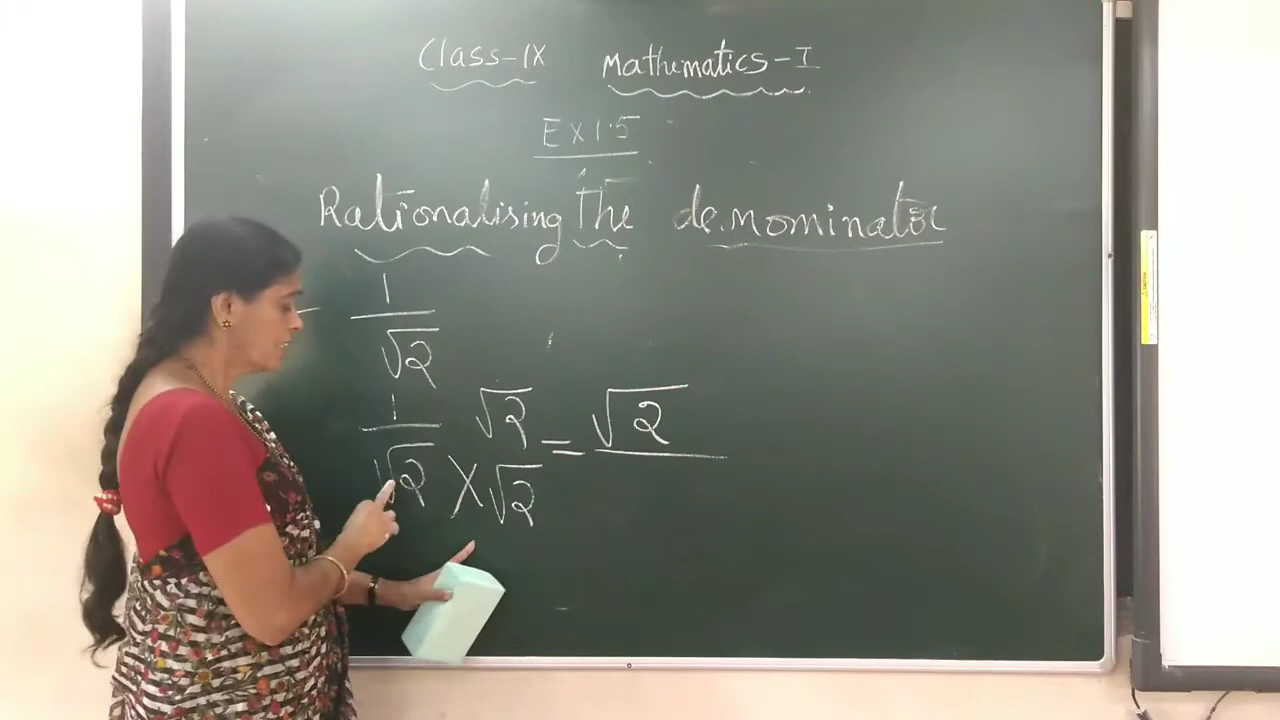 Class-IX Mathematics-I
Ex 1.5
Rationalising the denominator
1
√2
1 √2 = √2
√2 × √2